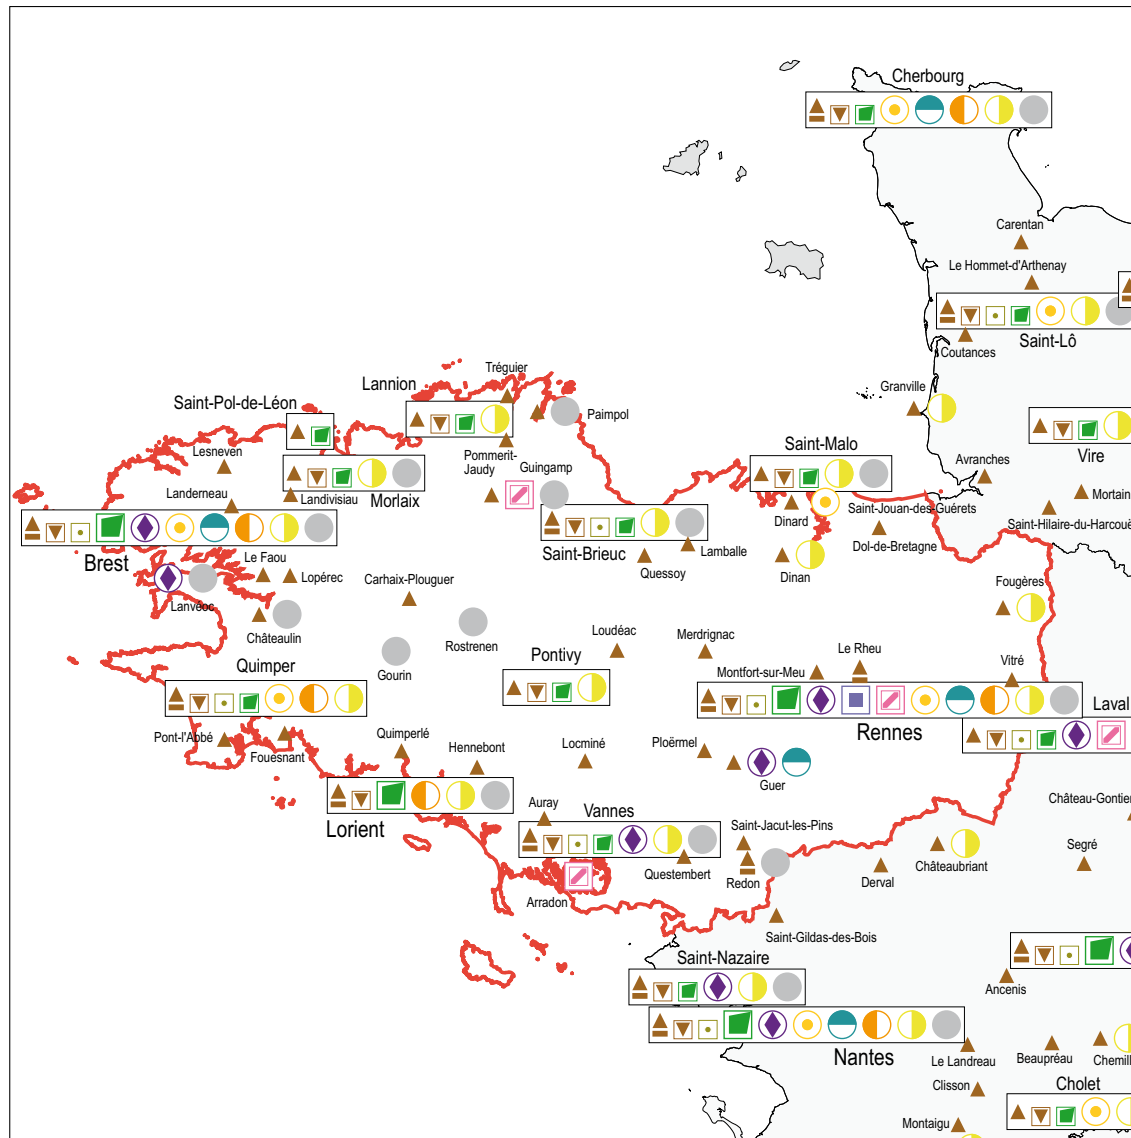 Cherbourg
Carentan
Le Hommet-d'Arthenay
Saint-Lô
Coutances
Tréguier
Lannion
Granville
Saint-Pol-de-Léon
Paimpol
Saint-Malo
Vire
Lesneven
Pommerit-
Jaudy
Guingamp
Avranches
Landerneau
Landivisiau
Morlaix
Mortain
Dinard
Saint-Jouan-des-Guérets
Saint-Hilaire-du-Harcouë
Brest
Saint-Brieuc
Lamballe
Dol-de-Bretagne
Le Faou
Lopérec
Quessoy
Dinan
Carhaix-Plouguer
Fougères
Lanvéoc
Châteaulin
Rostrenen
Loudéac
Merdrignac
Le Rheu
Quimper
Gourin
Pontivy
Montfort-sur-Meu
Vitré
Laval
Rennes
Pont-l'Abbé
Fouesnant
Quimperlé
Hennebont
Locminé
Ploërmel
Guer
Château-Gontier
Auray
Vannes
Saint-Jacut-les-Pins
Lorient
Segré
Questembert
Redon
Derval
Châteaubriant
Arradon
Saint-Gildas-des-Bois
Saint-Nazaire
Ancenis
Nantes
Le Landreau
Beaupréau
Chemill
Clisson
Cholet
Montaigu